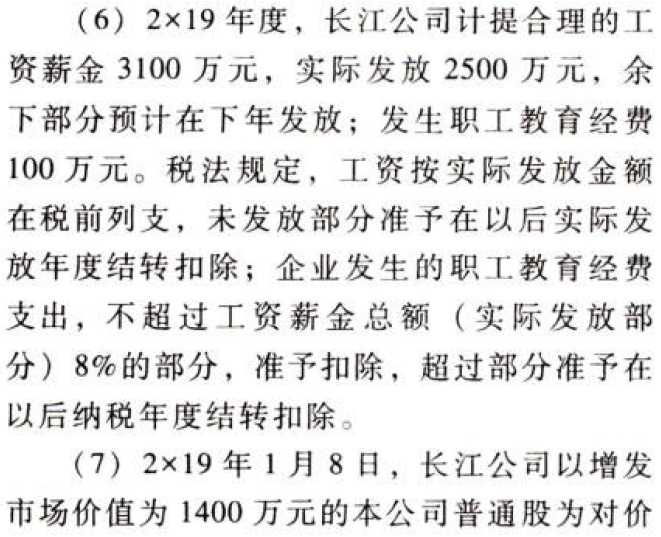 （6）2×19 年度，长江公司计提合理的工
资薪金 3100 万元，实际发放 2500 万元，余
下部分预计在下年发放；发生职工教育经费
100 万元。税法规定，工资按实际发放金额
在税前列支，未发放部分准予在以后实际发
放年度结转扣除；企业发生的职工教育经费
支出，不超过工资薪金总额（实际发放部
分）8%的部分，准予扣除，超过部分准予在
以后纳税年度结转扣除。
（7）2×19 年 1 月 8 日，长江公司以增发
市场价值为 1400 万元的本公司普通股为对价